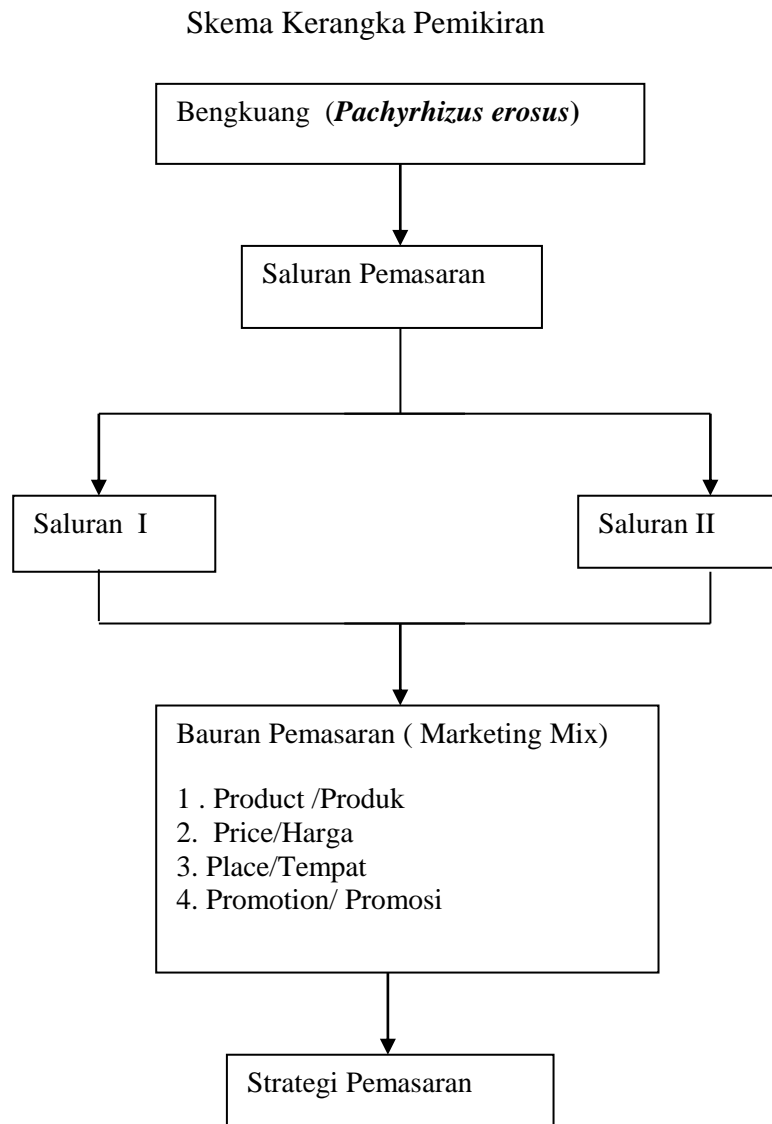 Skema Kerangka Pemikiran
Bengkuang (Pachyrhizus erosus)
Saluran Pemasaran
Saluran I
Saluran II
Bauran Pemasaran ( Marketing Mix)
1 . Product /Produk
2. Price/Harga
3. Place/Tempat
4. Promotion/ Promosi
Strategi Pemasaran